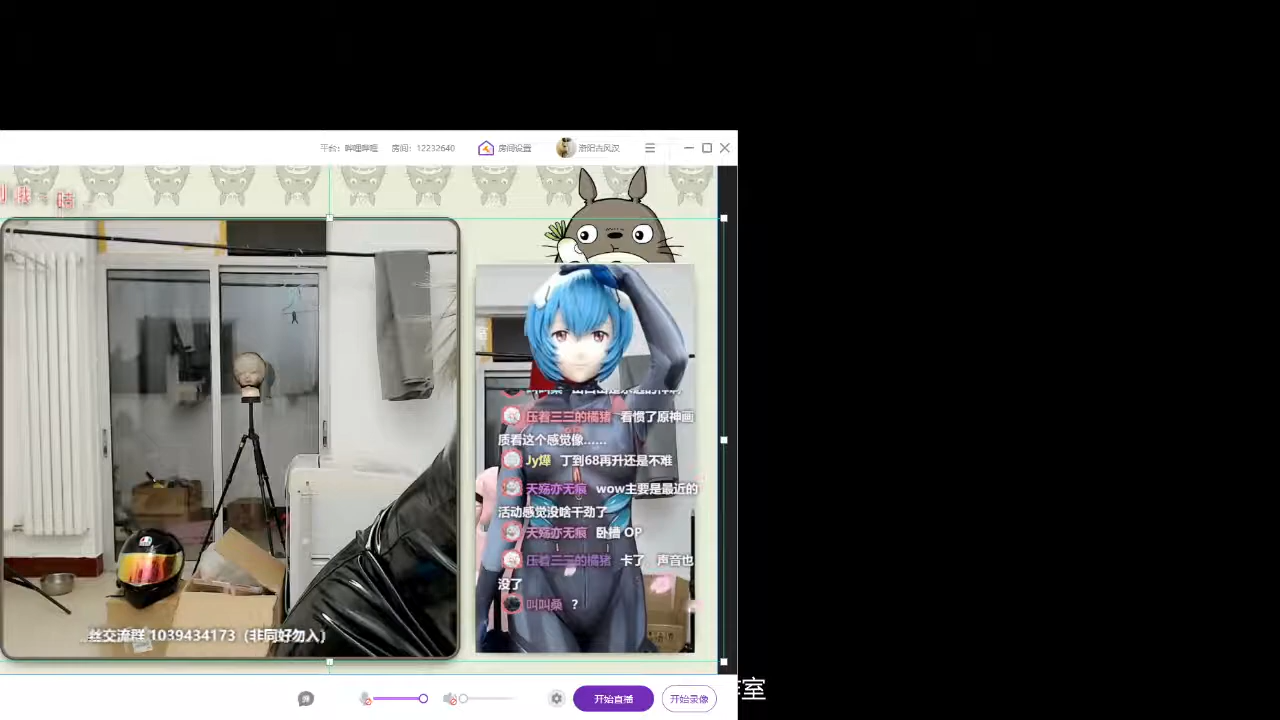 平台: 哔哩哔哩 房间: 12232640 房间设置 洛阳古风汉
压着三三的橘猪 看惯了原神画
质看这个感觉像……
Jy燁 丁到68再升还是不难
天殇亦无痕 wow主要是最近的
活动感觉没啥干劲了
天殇亦无痕 卧槽 OP
压着三三的橘猪 卡了，声音也
没了
叫叫桑 ?
丝交流群 1039434173（非同好勿入）
弹
开始直播 开始录像
室